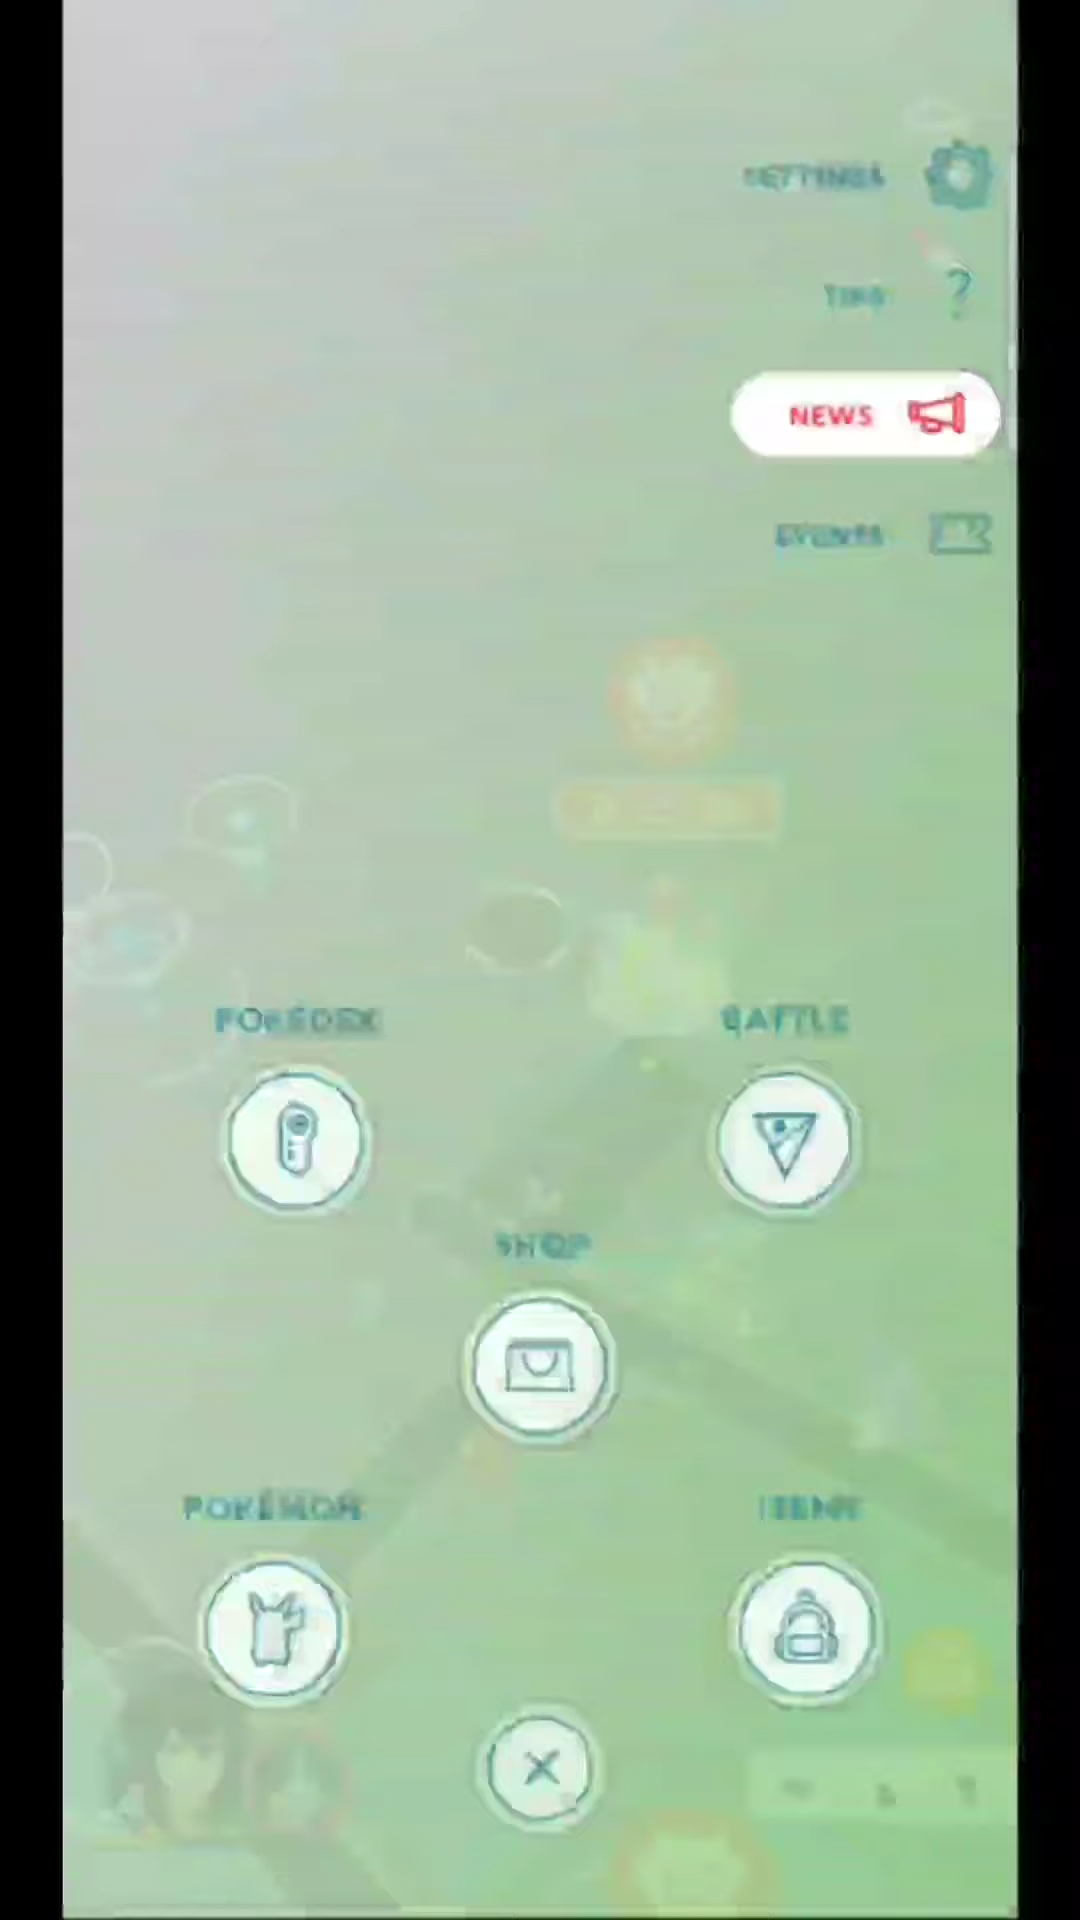 SETTINGS
TIPS
NEWS
EVENTS
POKÉDEX
BATTLE
SHOP
POKÉMON
ITEMS